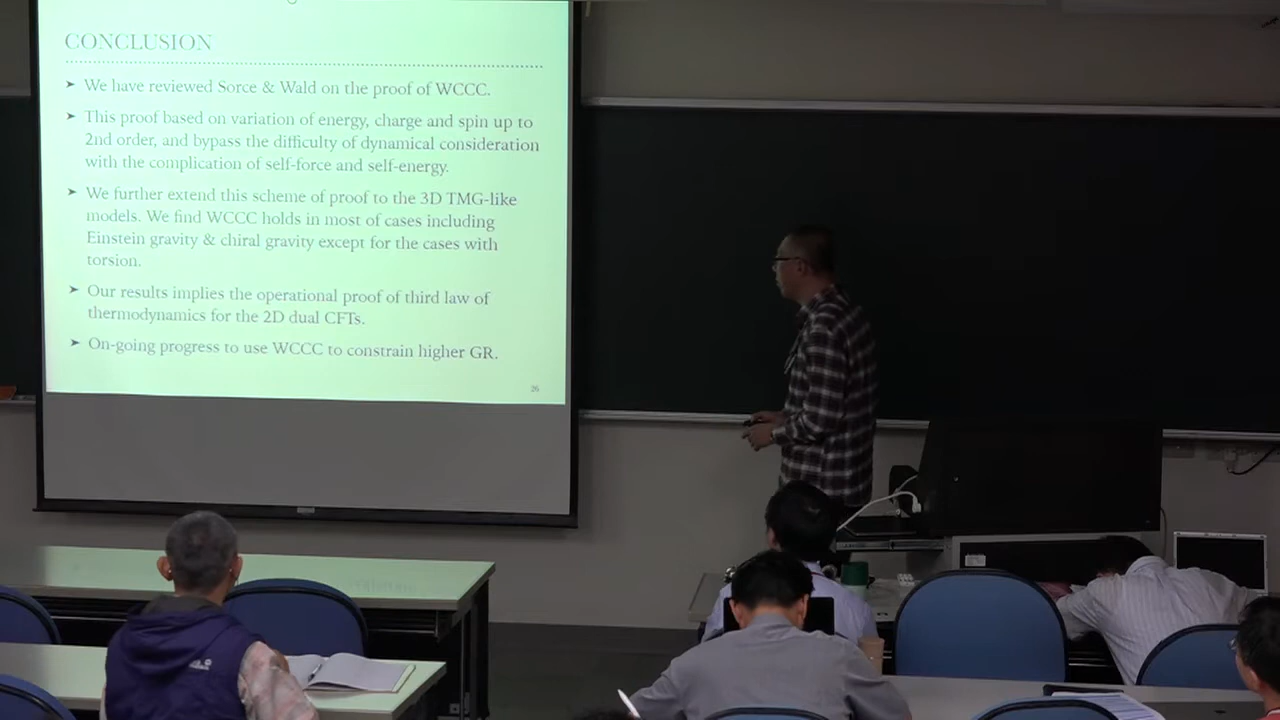 CONCLUSION
➤ We have reviewed Sorce & Wald on the proof of WCCC.
➤ This proof based on variation of energy, charge and spin up to
2nd order, and bypass the difficulty of dynamical consideration
with the complication of self-force and self-energy.
➤ We further extend this scheme of proof to the 3D TMG-like
models. We find WCCC holds in most of cases including
Einstein gravity & chiral gravity except for the cases with
torsion.
➤ Our results implies the operational proof of third law of
thermodynamics for the 2D dual CFTs.
➤ On-going progress to use WCCC to constrain higher GR.
26